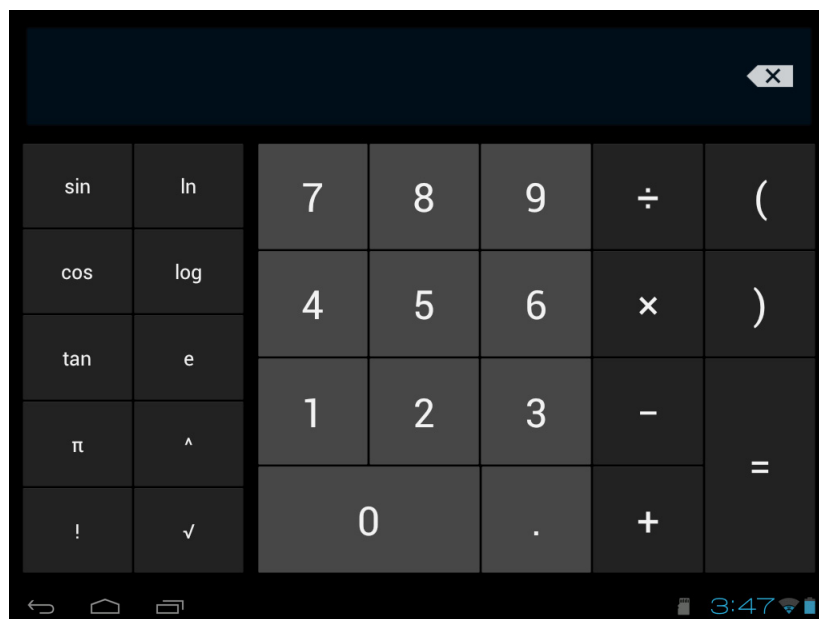 sin ln 7 8 9 ÷ (
cos log 4 5 6 × )
tan e 1 2 3 −
π ^ =
! √ 0 . +
3:47